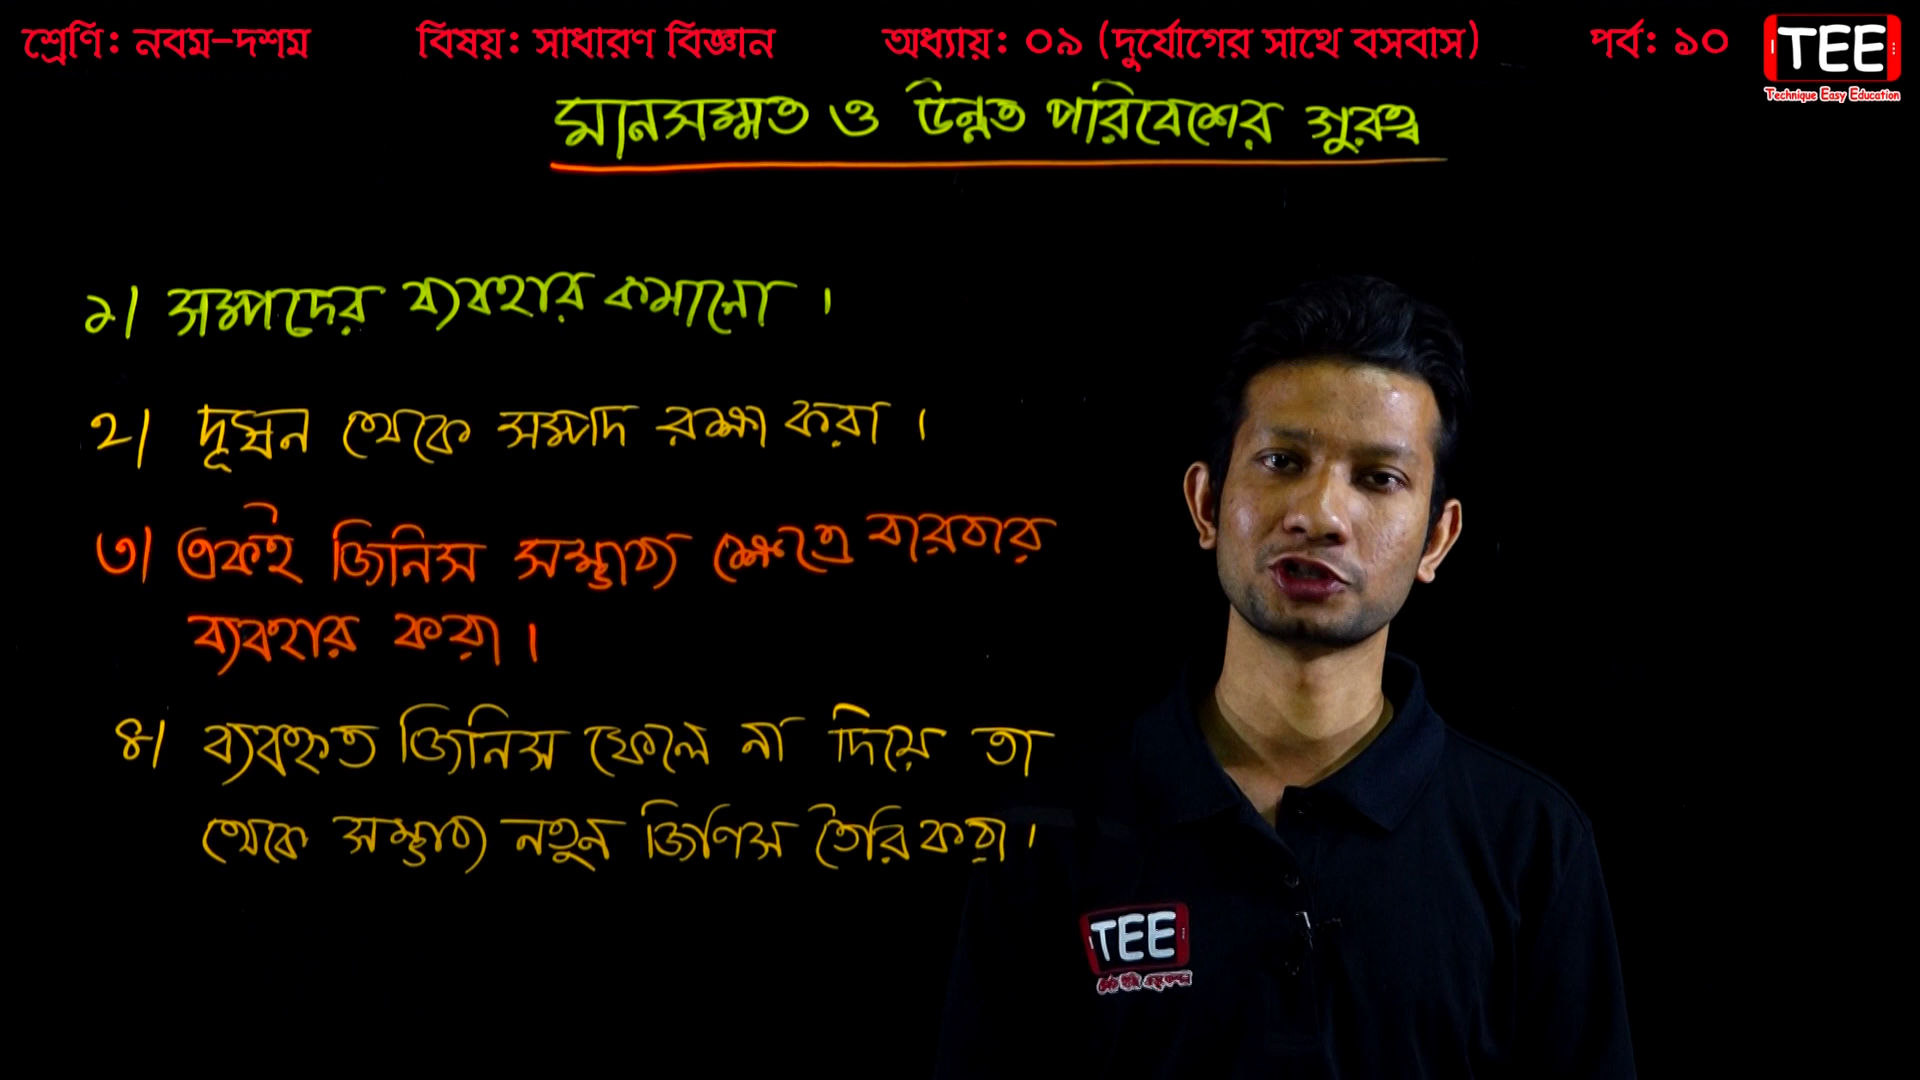 শ্রেণি: নবম-দশম বিষয়: সাধারণ বিজ্ঞান অধ্যায়: ০৯ (দুর্যোগের সাথে বসবাস) পর্ব: ১০
TEE
Technique Easy Education
মানসম্মত ও উন্নত পরিবেশের গুরুত্ব
১। সম্পদের ব্যবহার কমানো ।
২। দূষন থেকে সম্পদ রক্ষা করা ।
৩। একই জিনিস সম্ভাব্য ক্ষেত্রে বারবার
ব্যবহার করা ।
৪। ব্যবহৃত জিনিস ফেলে না দিয়ে তা
থেকে সম্ভাব্য নতুন জিণিস তৈরি করা ।
TEE